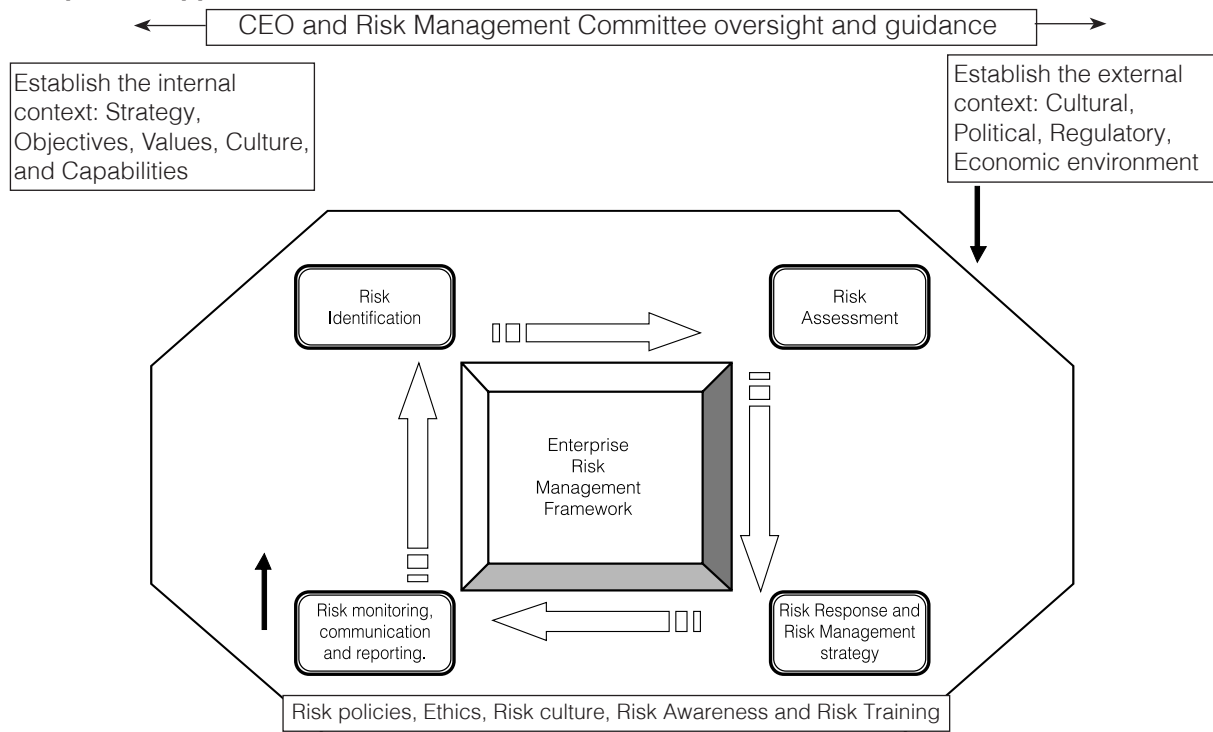 CEO and Risk Management Committee oversight and guidance
Establish the internal
context: Strategy,
Objectives, Values, Culture,
and Capabilities
Establish the external
context: Cultural,
Political, Regulatory,
Economic environment
Risk
Identification
Risk
Assessment
Enterprise
Risk
Management
Framework
Risk monitoring,
communication
and reporting.
Risk Response and
Risk Management
strategy
Risk policies, Ethics, Risk culture, Risk Awareness and Risk Training